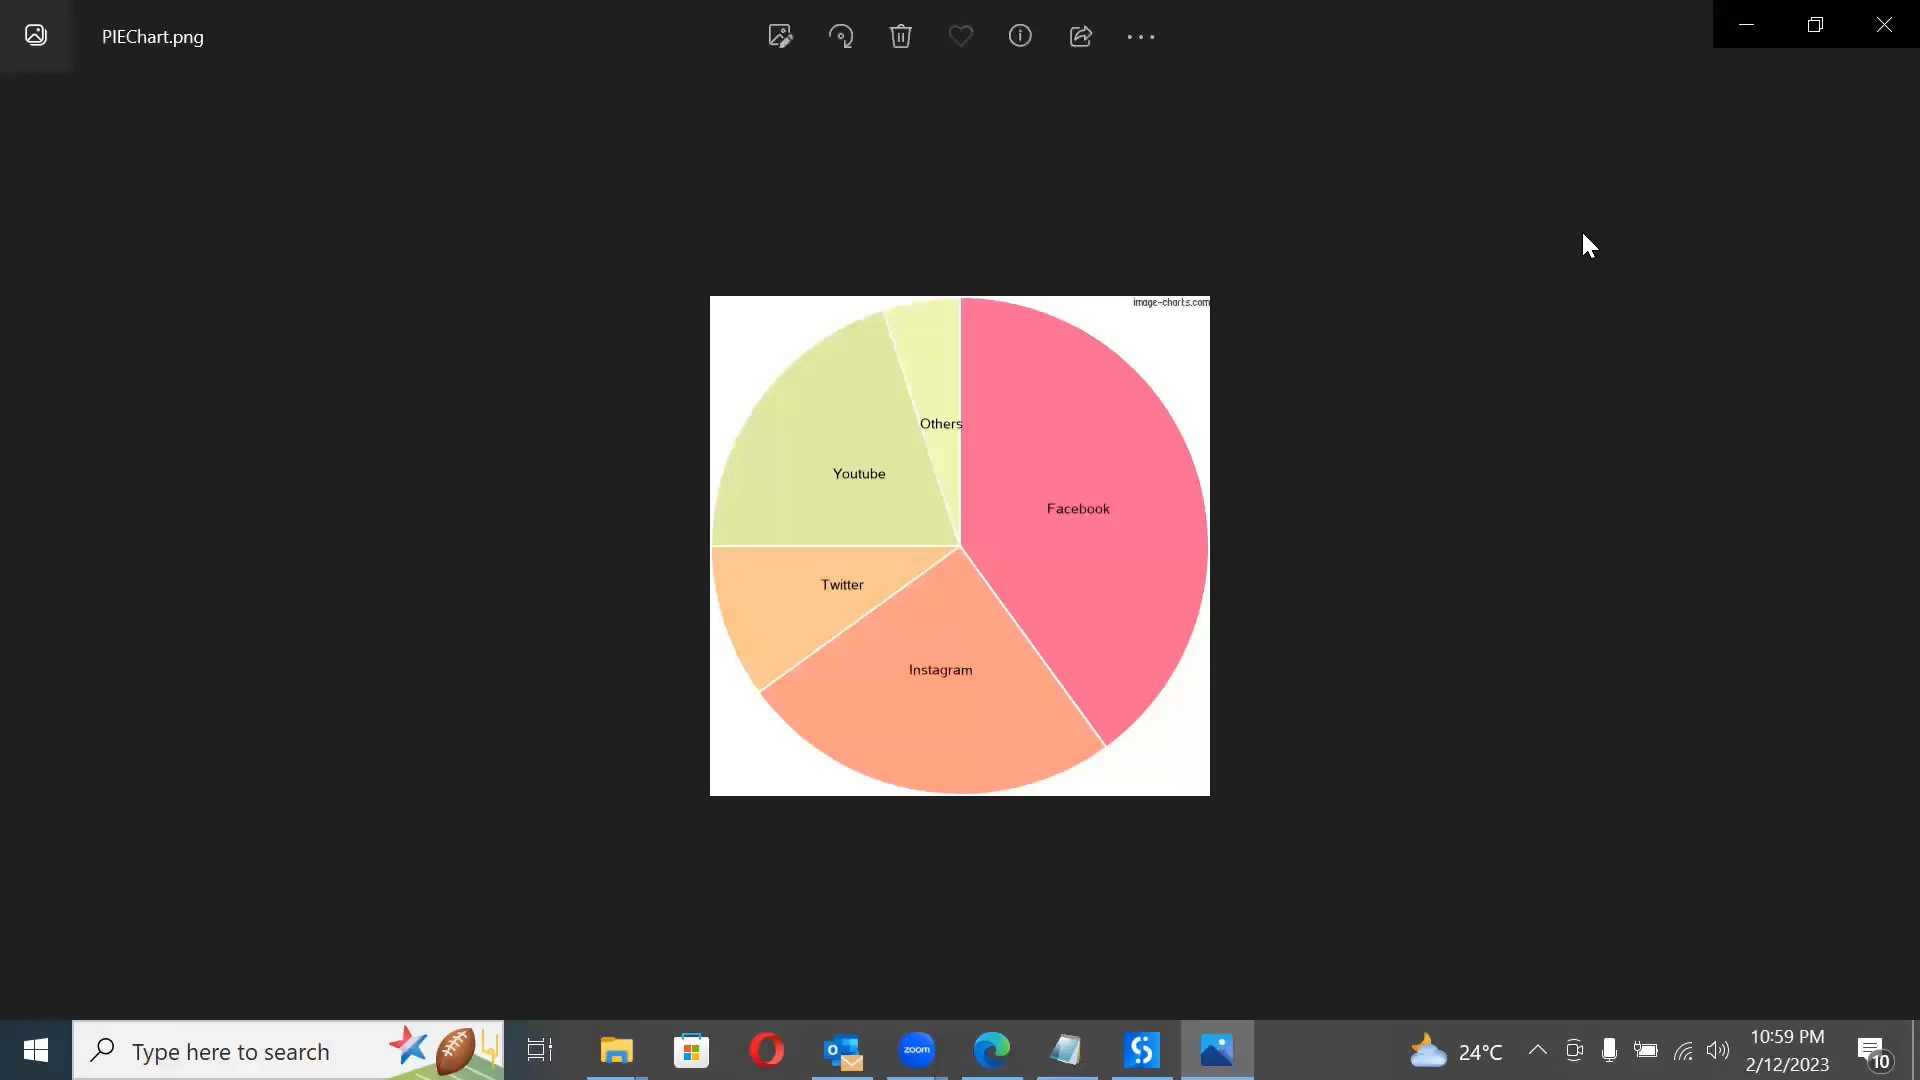 PIEChart.png
image-charts.com
Others
Youtube
Facebook
Twitter
Instagram
Type here to search
zoom
24°C
10:59 PM
2/12/2023
10